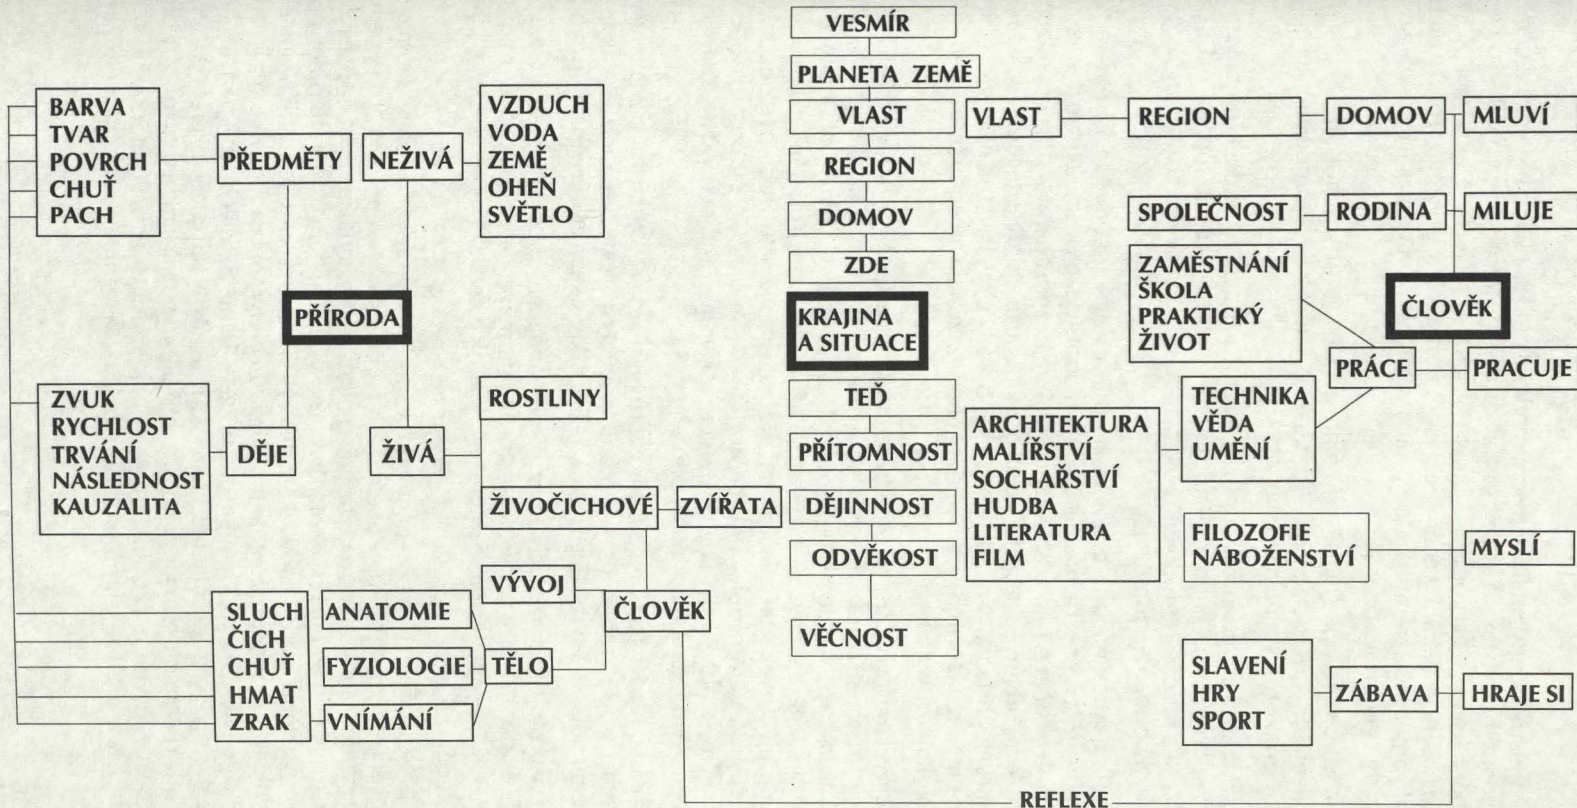 BARVA
TVAR
POVRCH
CHUŤ
PACH
PŘEDMĚTY
NEŽIVÁ
VZDUCH
VODA
ZEMĚ
OHEŇ
SVĚTLO
PŘÍRODA
ZVUK
RYCHLOST
TRVÁNÍ
NÁSLEDNOST
KAUZALITA
DĚJE
ŽIVÁ
ROSTLINY
ŽIVOČICHOVÉ
ZVÍŘATA
VÝVOJ
ČLOVĚK
ANATOMIE
FYZIOLOGIE
TĚLO
VNÍMÁNÍ
SLUCH
ČICH
CHUŤ
HMAT
ZRAK
VESMÍR
PLANETA ZEMĚ
VLAST
REGION
DOMOV
ZDE
KRAJINA
A SITUACE
TEĎ
PŘÍTOMNOST
DĚJINNOST
ODVĚKOST
VĚČNOST
VLAST
REGION
DOMOV
MLUVÍ
SPOLEČNOST
RODINA
MILUJE
ZAMĚSTNÁNÍ
ŠKOLA
PRAKTICKÝ
ŽIVOT
ČLOVĚK
PRÁCE
PRACUJE
TECHNIKA
VĚDA
UMĚNÍ
ARCHITEKTURA
MALÍŘSTVÍ
SOCHAŘSTVÍ
HUDBA
LITERATURA
FILM
FILOZOFIE
NÁBOŽENSTVÍ
MYSLÍ
SLAVENÍ
HRY
SPORT
ZÁBAVA
HRAJE SI
REFLEXE